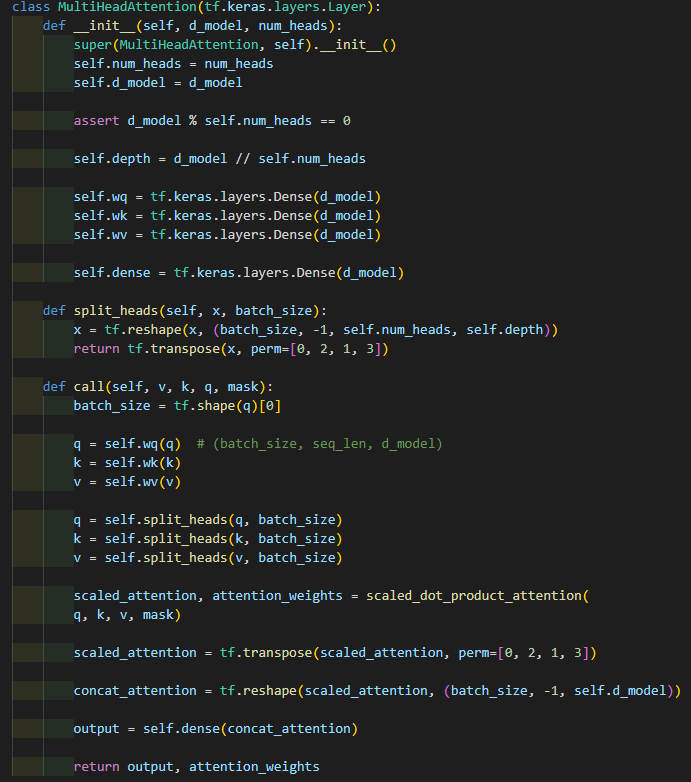 class MultiHeadAttention(tf.keras.layers.Layer):
    def __init__(self, d_model, num_heads):
        super(MultiHeadAttention, self).__init__()
        self.num_heads = num_heads
        self.d_model = d_model

        assert d_model % self.num_heads == 0

        self.depth = d_model // self.num_heads

        self.wq = tf.keras.layers.Dense(d_model)
        self.wk = tf.keras.layers.Dense(d_model)
        self.wv = tf.keras.layers.Dense(d_model)

        self.dense = tf.keras.layers.Dense(d_model)

    def split_heads(self, x, batch_size):
        x = tf.reshape(x, (batch_size, -1, self.num_heads, self.depth))
        return tf.transpose(x, perm=[0, 2, 1, 3])

    def call(self, v, k, q, mask):
        batch_size = tf.shape(q)[0]

        q = self.wq(q)  # (batch_size, seq_len, d_model)
        k = self.wk(k)
        v = self.wv(v)

        q = self.split_heads(q, batch_size)
        k = self.split_heads(k, batch_size)
        v = self.split_heads(v, batch_size)

        scaled_attention, attention_weights = scaled_dot_product_attention(
        q, k, v, mask)

        scaled_attention = tf.transpose(scaled_attention, perm=[0, 2, 1, 3])

        concat_attention = tf.reshape(scaled_attention, (batch_size, -1, self.d_model))

        output = self.dense(concat_attention)

        return output, attention_weights